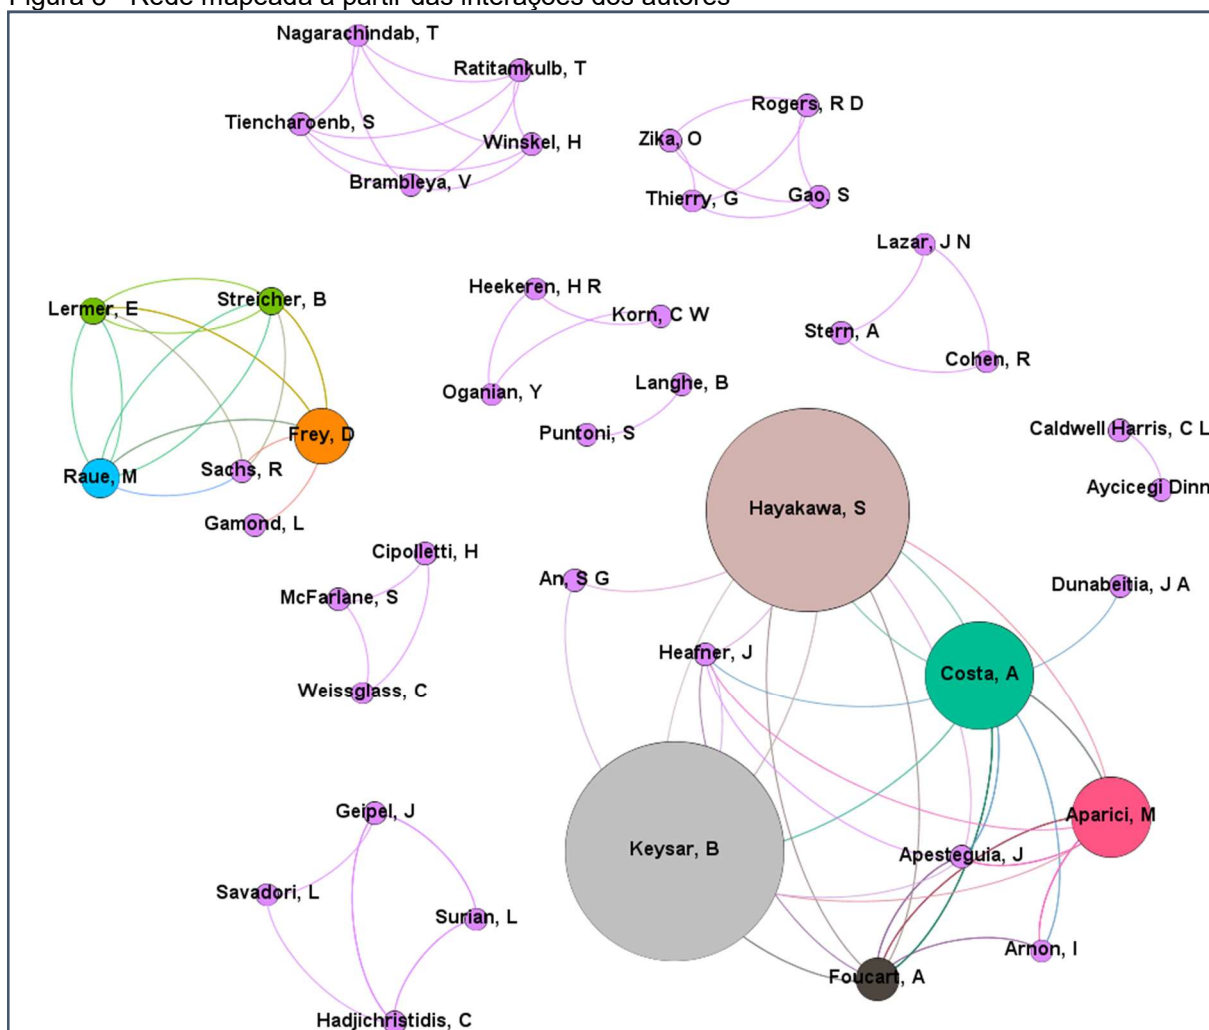 Figura 3 - Rede mapeada a partir das interações dos autores
Nagarachindab, T
Ratitamkulb, T
Tiencharoenb, S
Winskel, H
Brambleya, V
Rogers, R D
Zika, O
Thierry, G
Gao, S
Lazar, J N
Stern, A
Cohen, R
Lermer, E
Streicher, B
Heekeren, H R
Korn, C W
Oganian, Y
Langhe, B
Puntoni, S
Frey, D
Raue, M
Sachs, R
Gamond, L
Caldwell Harris, C L
Aycicegi Dinn
Hayakawa, S
Cipolletti, H
McFarlane, S
Weissglass, C
An, S G
Dunabeitia, J A
Heafner, J
Costa, A
Geipel, J
Savadori, L
Surian, L
Hadjichristidis, C
Keysar, B
Aparici, M
Apesteguia, J
Arnon, I
Foucart, A